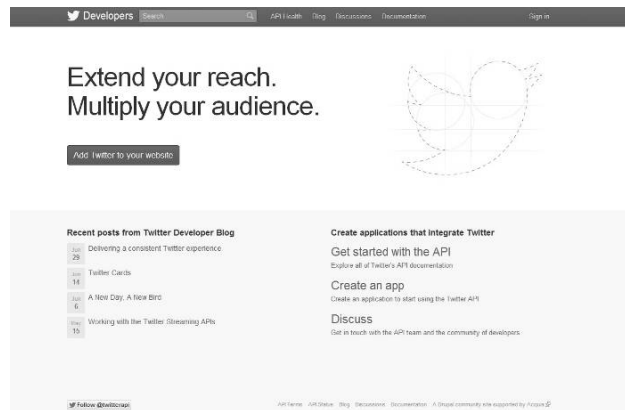 Developers Search API Health Blog Discussions Documentation Sign in
Extend your reach.
Multiply your audience.
Add Twitter to your website
Recent posts from Twitter Developer Blog
Jun 29 Delivering a consistent Twitter experience
Jun 14 Twitter Cards
Jun 6 A New Day, A New Bird
May 15 Working with the Twitter Streaming APIs
Create applications that integrate Twitter
Get started with the API
Explore all of Twitter's API documentation
Create an app
Create an application to start using the Twitter API
Discuss
Get in touch with the API team and the community of developers
Follow @twitterapi
API Terms API Status Blog Discussions Documentation A Drupal community site supported by Acquia